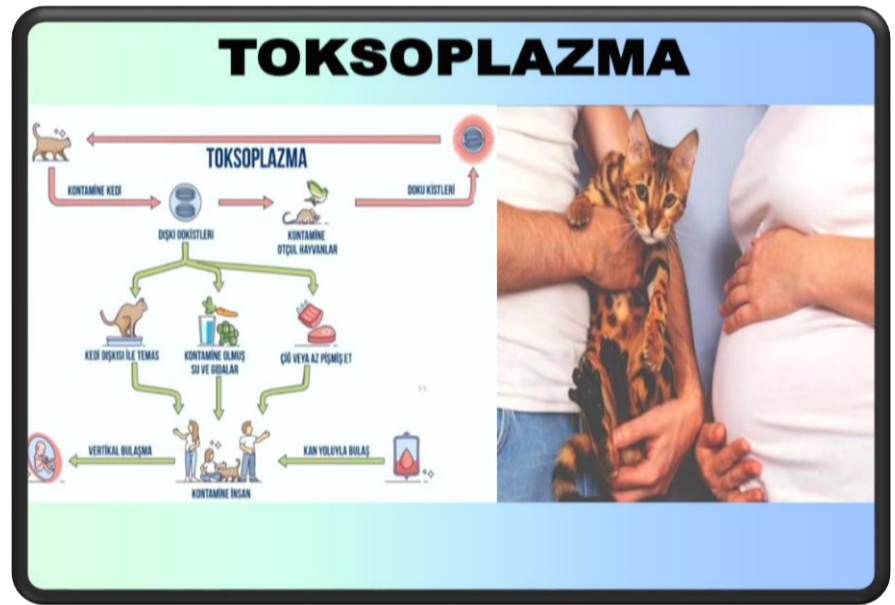 TOKSOPLAZMA
TOKSOPLAZMA
KONTAMİNE KEDİ
DOKU KİSTLERİ
DIŞKI OOKİSTLERİ
KONTAMİNE
OTÇUL HAYVANLAR
KEDİ DIŞKISI İLE TEMAS
KONTAMİNE OLMUŞ
SU VE GIDALAR
ÇİĞ VEYA AZ PİŞMİŞ ET
VERTİKAL BULAŞMA
KAN YOLUYLA BULAŞ
KONTAMİNE İNSAN